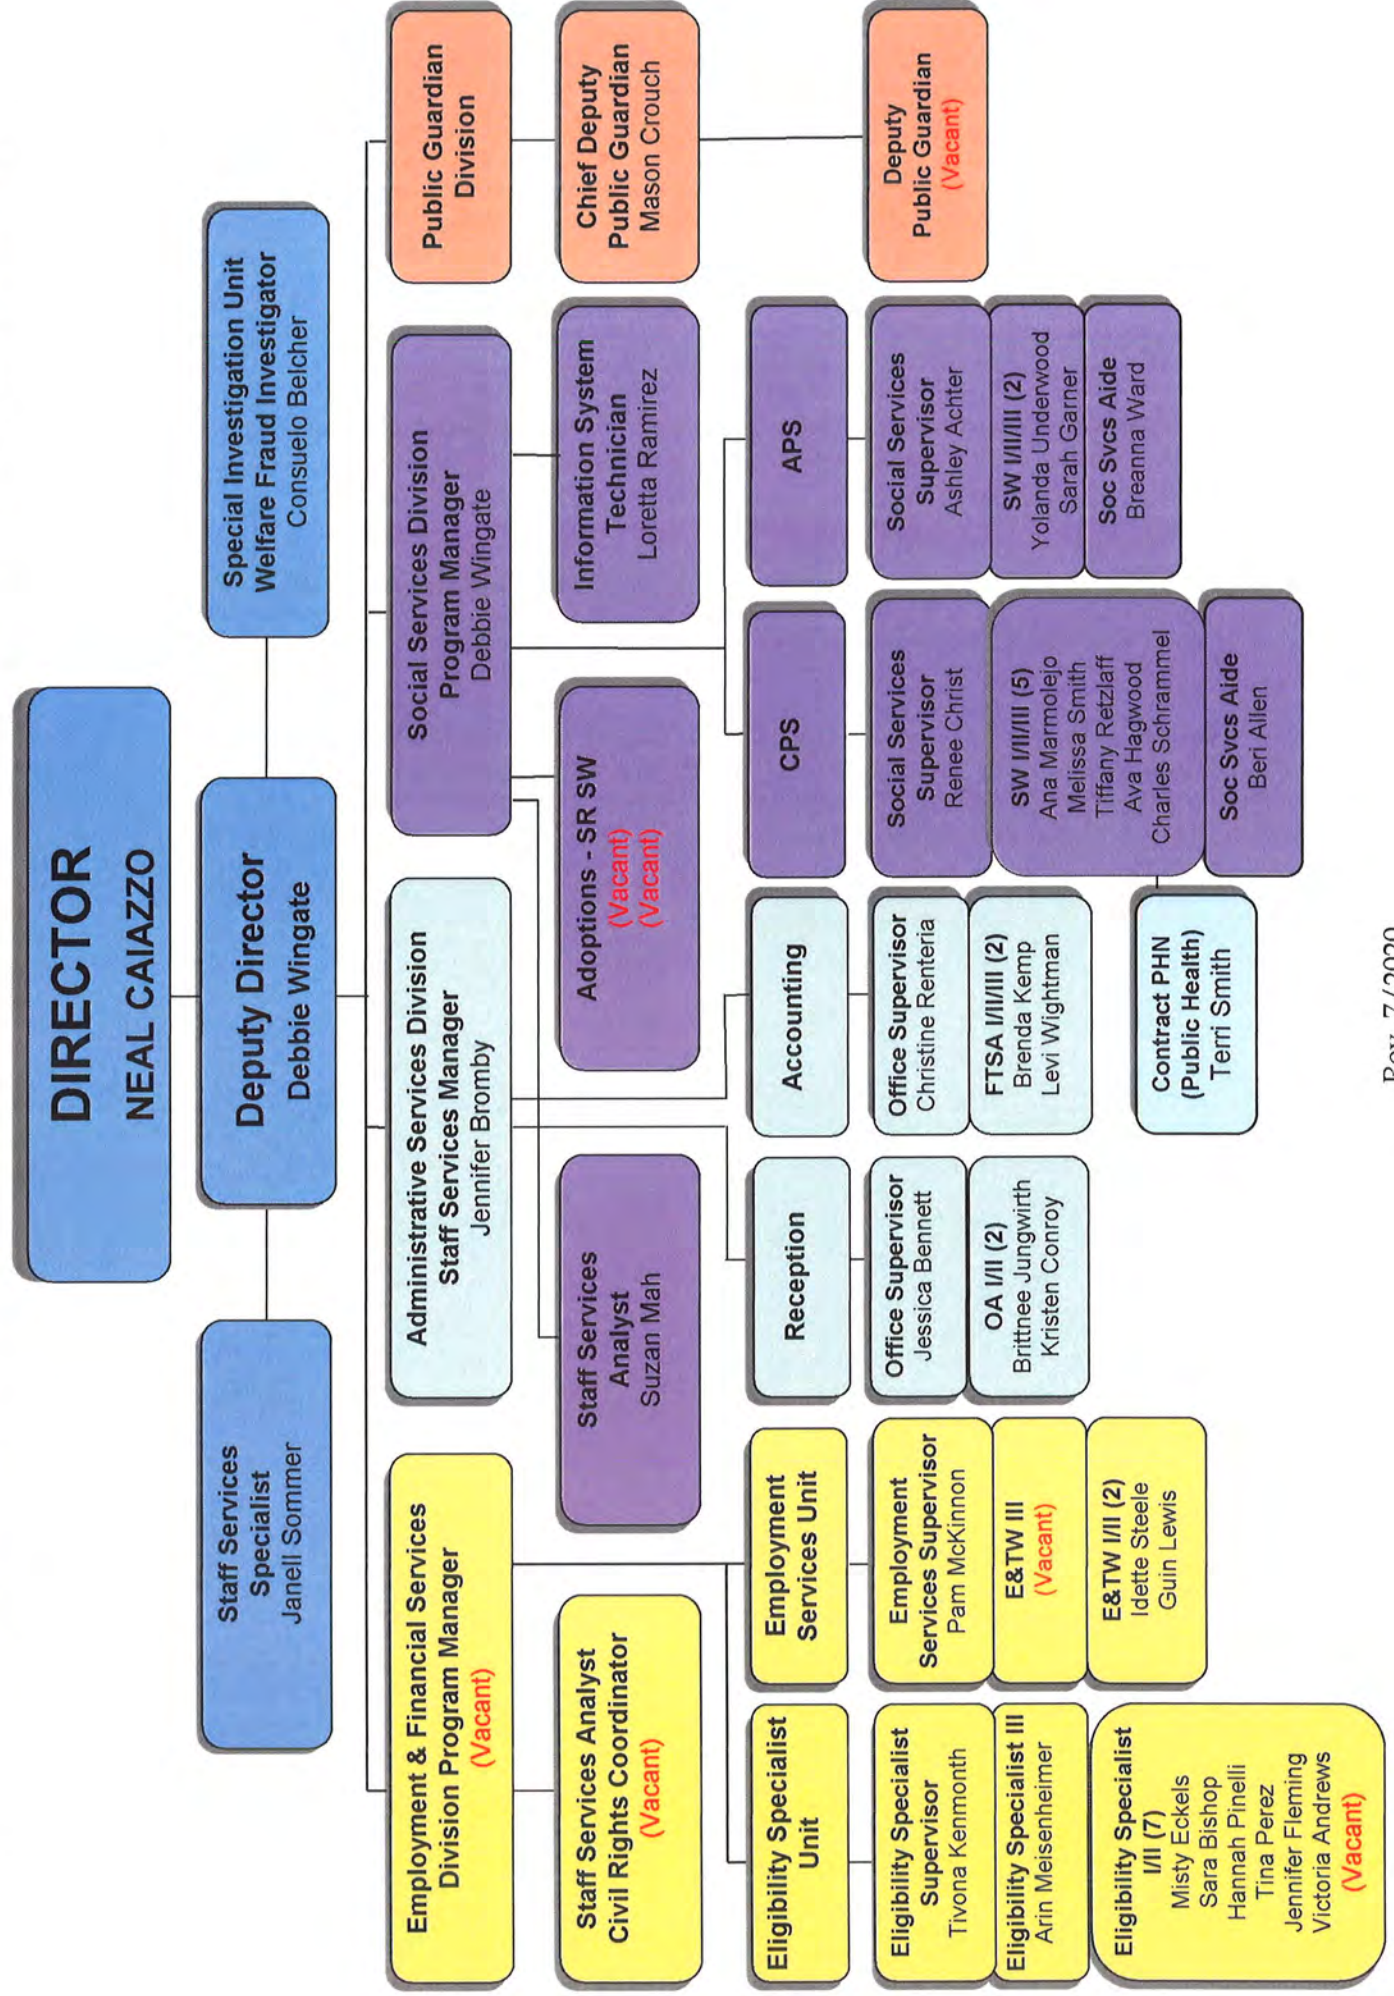 DIRECTOR
NEAL CAIAZZO
Staff Services
Specialist
Janell Sommer
Deputy Director
Debbie Wingate
Special Investigation Unit
Welfare Fraud Investigator
Consuelo Belcher
Employment & Financial Services
Division Program Manager
(Vacant)
Administrative Services Division
Staff Services Manager
Jennifer Bromby
Social Services Division
Program Manager
Debbie Wingate
Public Guardian
Division
Staff Services Analyst
Civil Rights Coordinator
(Vacant)
Staff Services
Analyst
Suzan Mah
Adoptions - SR SW
(Vacant)
(Vacant)
Information System
Technician
Loretta Ramirez
Chief Deputy
Public Guardian
Mason Crouch
Eligibility Specialist
Unit
Employment
Services Unit
Reception
Accounting
CPS
APS
Eligibility Specialist
Supervisor
Tivona Kenmonth
Eligibility Specialist III
Arin Meisenheimer
Eligibility Specialist
I/II (7)
Misty Eckels
Sara Bishop
Hannah Pinelli
Tina Perez
Jennifer Fleming
Victoria Andrews
(Vacant)
Employment
Services Supervisor
Pam McKinnon
E&TW III
(Vacant)
E&TW I/II (2)
Idette Steele
Guin Lewis
Office Supervisor
Jessica Bennett
OA I/II (2)
Brittnee Jungwirth
Kristen Conroy
Office Supervisor
Christine Renteria
FTSA I/II/III (2)
Brenda Kemp
Levi Wightman
Contract PHN
(Public Health)
Terri Smith
Social Services
Supervisor
Renee Christ
SW I/II/III (5)
Ana Marmolejo
Melissa Smith
Tiffany Retzlaff
Ava Hagwood
Charles Schrammel
Soc Svcs Aide
Beri Allen
Social Services
Supervisor
Ashley Achter
SW I/II/III (2)
Yolanda Underwood
Sarah Garner
Soc Svcs Aide
Breanna Ward
Deputy
Public Guardian
(Vacant)
Rev. 7/2020